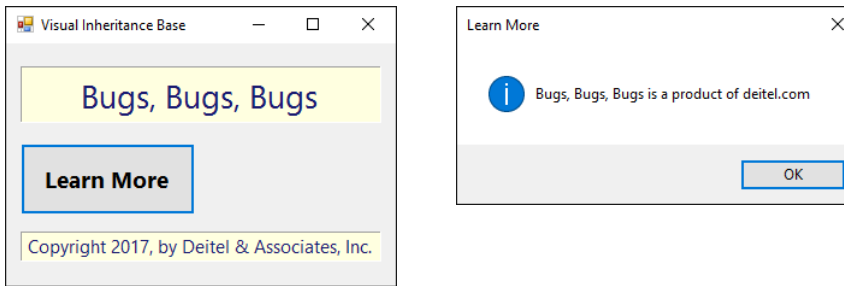 Visual Inheritance Base
Bugs, Bugs, Bugs
Learn More
Copyright 2017, by Deitel & Associates, Inc.
Learn More
Bugs, Bugs, Bugs is a product of deitel.com
OK